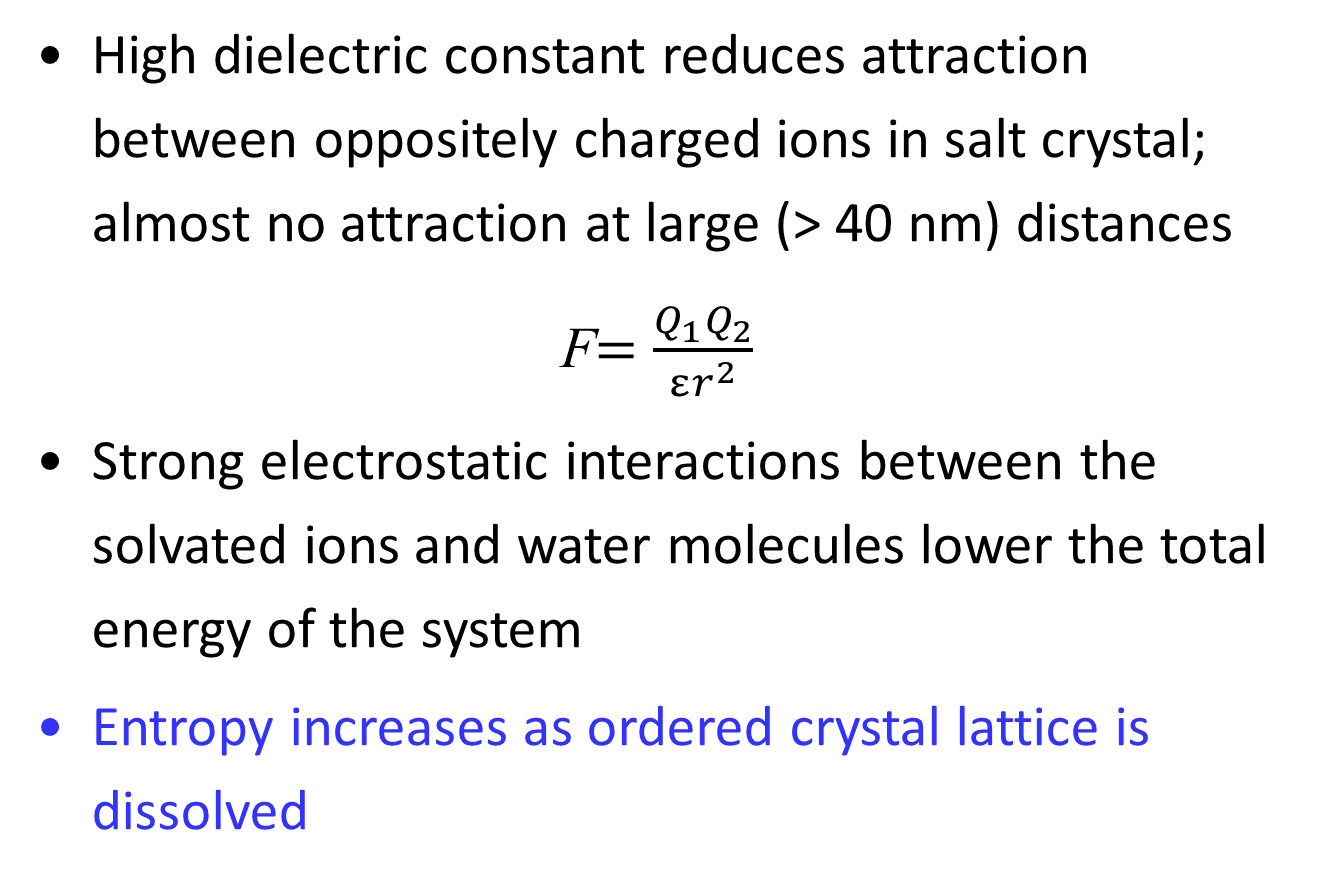 • High dielectric constant reduces attraction
between oppositely charged ions in salt crystal;
almost no attraction at large (> 40 nm) distances
F= Q₁Q₂ / εr²
• Strong electrostatic interactions between the
solvated ions and water molecules lower the total
energy of the system
• Entropy increases as ordered crystal lattice is
dissolved